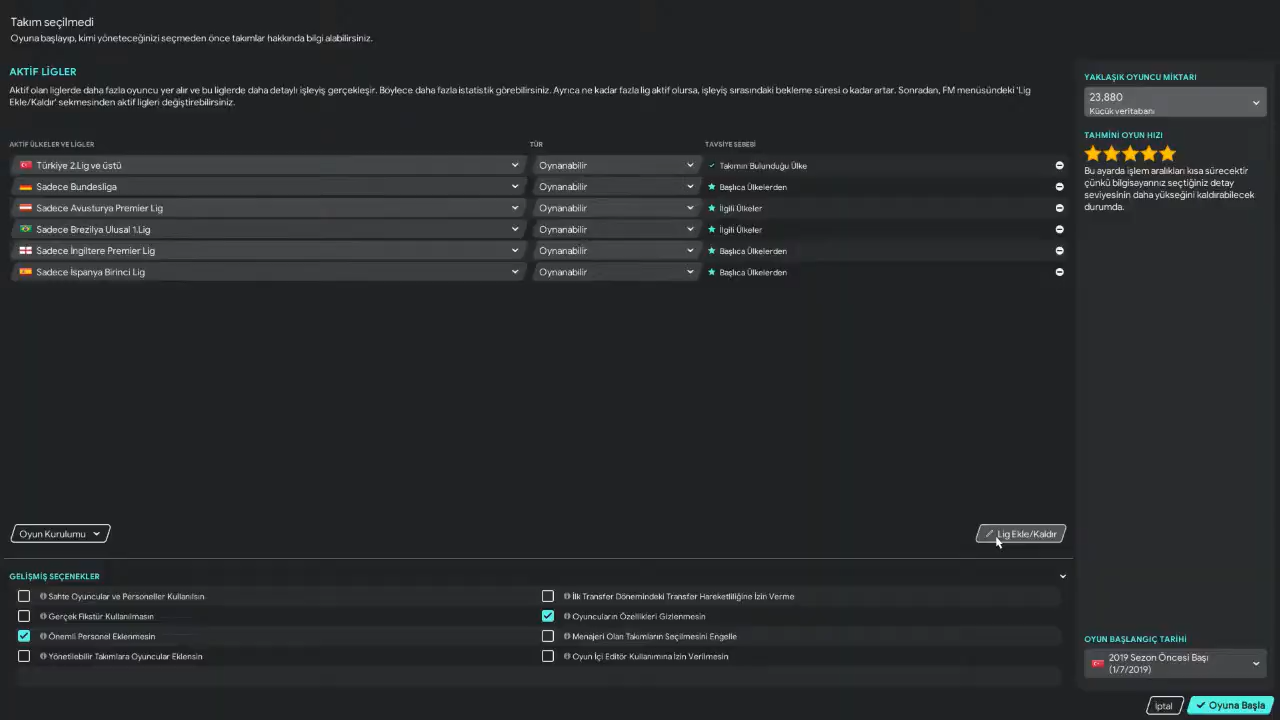 Takım seçilmedi
Oyuna başlayıp, kimi yöneteceğinizi seçmeden önce takımlar hakkında bilgi alabilirsiniz.
AKTİF LİGLER
Aktif olan liglerde daha fazla oyuncu yer alır ve bu liglerde daha detaylı işleyiş gerçekleşir. Böylece daha fazla istatistik görebilirsiniz. Ayrıca ne kadar fazla lig aktif olursa, işleyiş sırasındaki bekleme süresi o kadar artar. Sonradan, FM menüsündeki 'Lig
Ekle/Kaldır' sekmesinden aktif ligleri değiştirebilirsiniz.
AKTİF ÜLKELER VE LİGLER TÜR TAVSİYE SEBEBİ
Türkiye 2.Lig ve üstü Oynanabilir Takımın Bulunduğu Ülke
Sadece Bundesliga Oynanabilir Başlıca Ülkelerden
Sadece Avusturya Premier Lig Oynanabilir İlgili Ülkeler
Sadece Brezilya Ulusal 1.Lig Oynanabilir İlgili Ülkeler
Sadece İngiltere Premier Lig Oynanabilir Başlıca Ülkelerden
Sadece İspanya Birinci Lig Oynanabilir Başlıca Ülkelerden
YAKLAŞIK OYUNCU MİKTARI
23,880
Küçük veritabanı
TAHMİNİ OYUN HIZI
Bu ayarda işlem aralıkları kısa sürecektir
çünkü bilgisayarınız seçtiğiniz detay
seviyesinin daha yükseğini kaldırabilecek
durumda.
Oyun Kurulumu
Lig Ekle/Kaldır
GELİŞMİŞ SEÇENEKLER
Sahte Oyuncular ve Personeller Kullanılsın İlk Transfer Dönemindeki Transfer Hareketliliğine İzin Verme
Gerçek Fikstür Kullanılmasın Oyuncuların Özellikleri Gizlenmesin
Önemli Personel Eklenmesin Menajeri Olan Takımların Seçilmesini Engelle
Yönetilebilir Takımlara Oyuncular Eklensin Oyun İçi Editör Kullanımına İzin Verilmesin
OYUN BAŞLANGIÇ TARİHİ
2019 Sezon Öncesi Başı
(1/7/2019)
İptal
Oyuna Başla